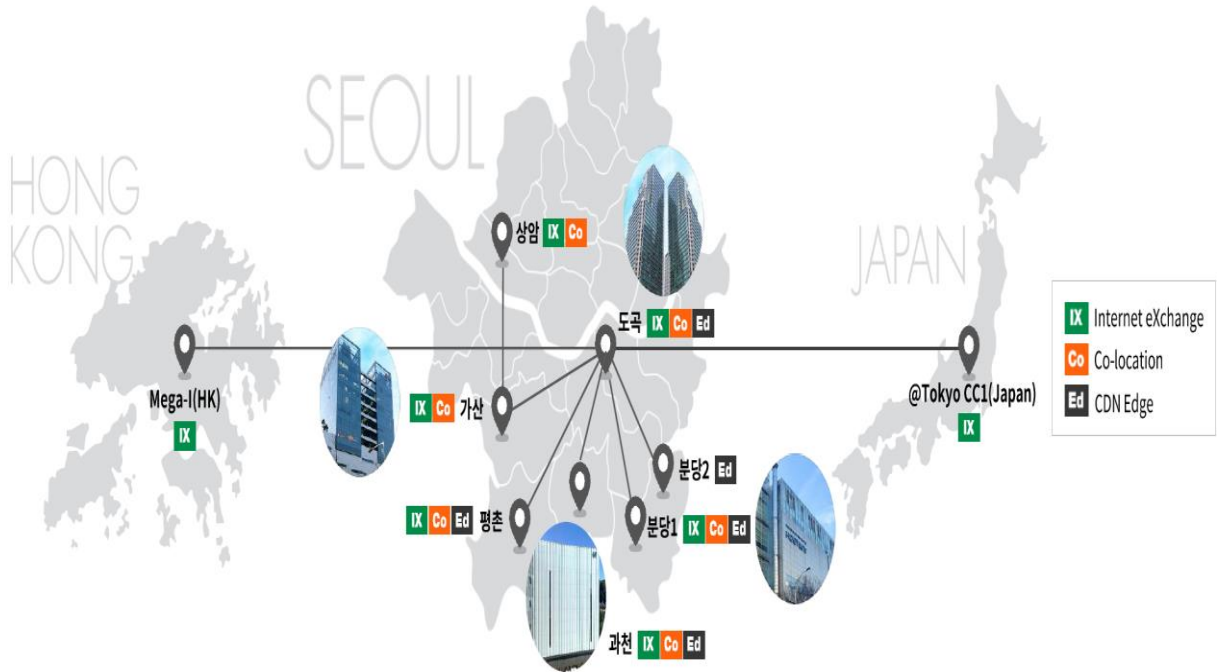 HONG
KONG
SEOUL
JAPAN
상암 IX Co
도곡 IX Co Ed
Mega-I(HK)
IX
IX Co 가산
@Tokyo CC1(Japan)
IX
분당2 Ed
IX Co Ed 평촌
분당1 IX Co Ed
과천 IX Co Ed
IX Internet eXchange
Co Co-location
Ed CDN Edge